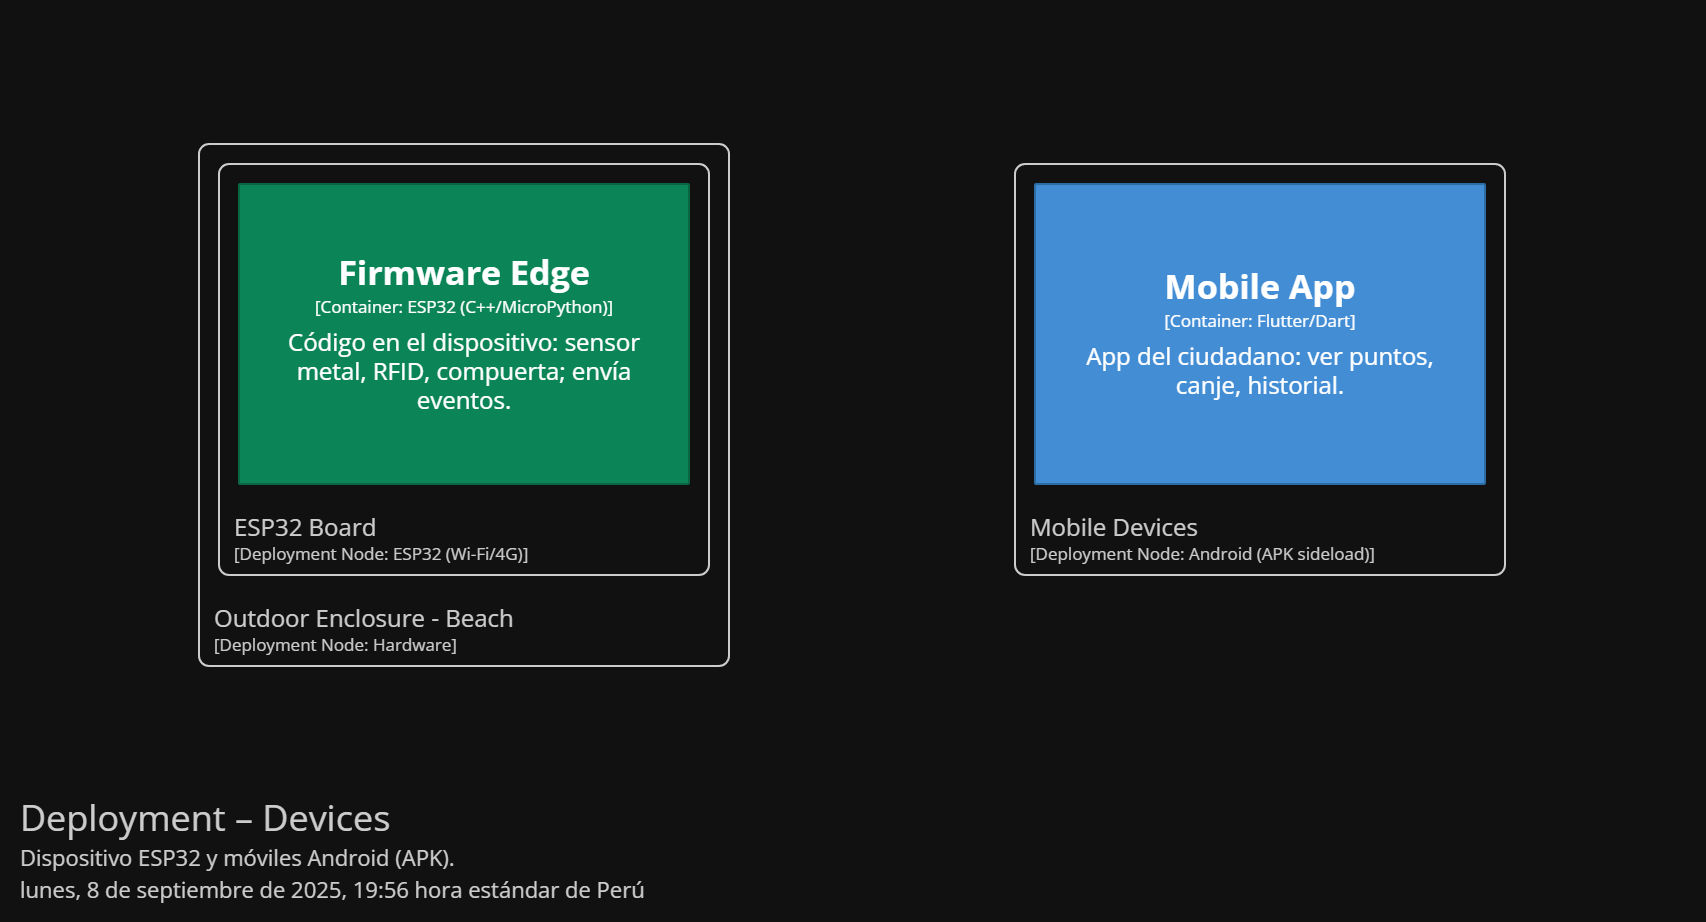 Firmware Edge
[Container: ESP32 (C++/MicroPython)]
Código en el dispositivo: sensor
metal, RFID, compuerta; envía
eventos.
ESP32 Board
[Deployment Node: ESP32 (Wi-Fi/4G)]
Outdoor Enclosure - Beach
[Deployment Node: Hardware]
Mobile App
[Container: Flutter/Dart]
App del ciudadano: ver puntos,
canje, historial.
Mobile Devices
[Deployment Node: Android (APK sideload)]
Deployment – Devices
Dispositivo ESP32 y móviles Android (APK).
lunes, 8 de septiembre de 2025, 19:56 hora estándar de Perú